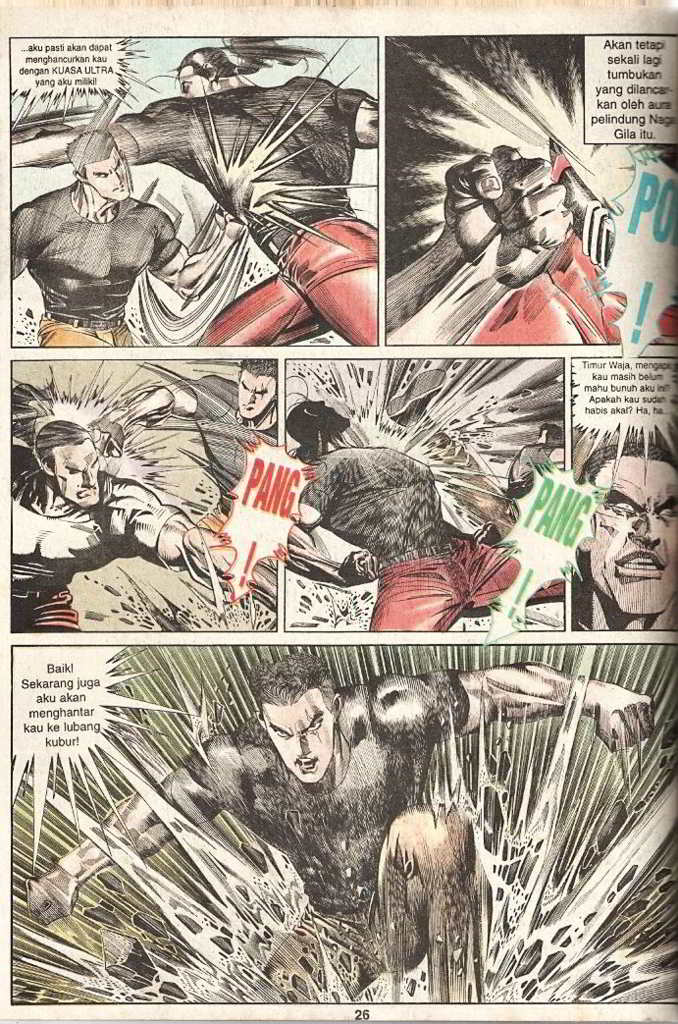 ...aku pasti akan dapat
menghancurkan kau
dengan KUASA ULTRA
yang aku miliki!
Akan tetapi
sekali lagi
tumbukan
yang dilancar-
kan oleh aura
pelindung Naga
Gila itu.
PO
!
PANG
!
PANG
!
Timur Waja, mengapa
kau masih belum
mahu bunuh aku ini?
Apakah kau sudah
habis akal? Ha, ha...
Baik!
Sekarang juga
aku akan
menghantar
kau ke lubang
kubur!
26